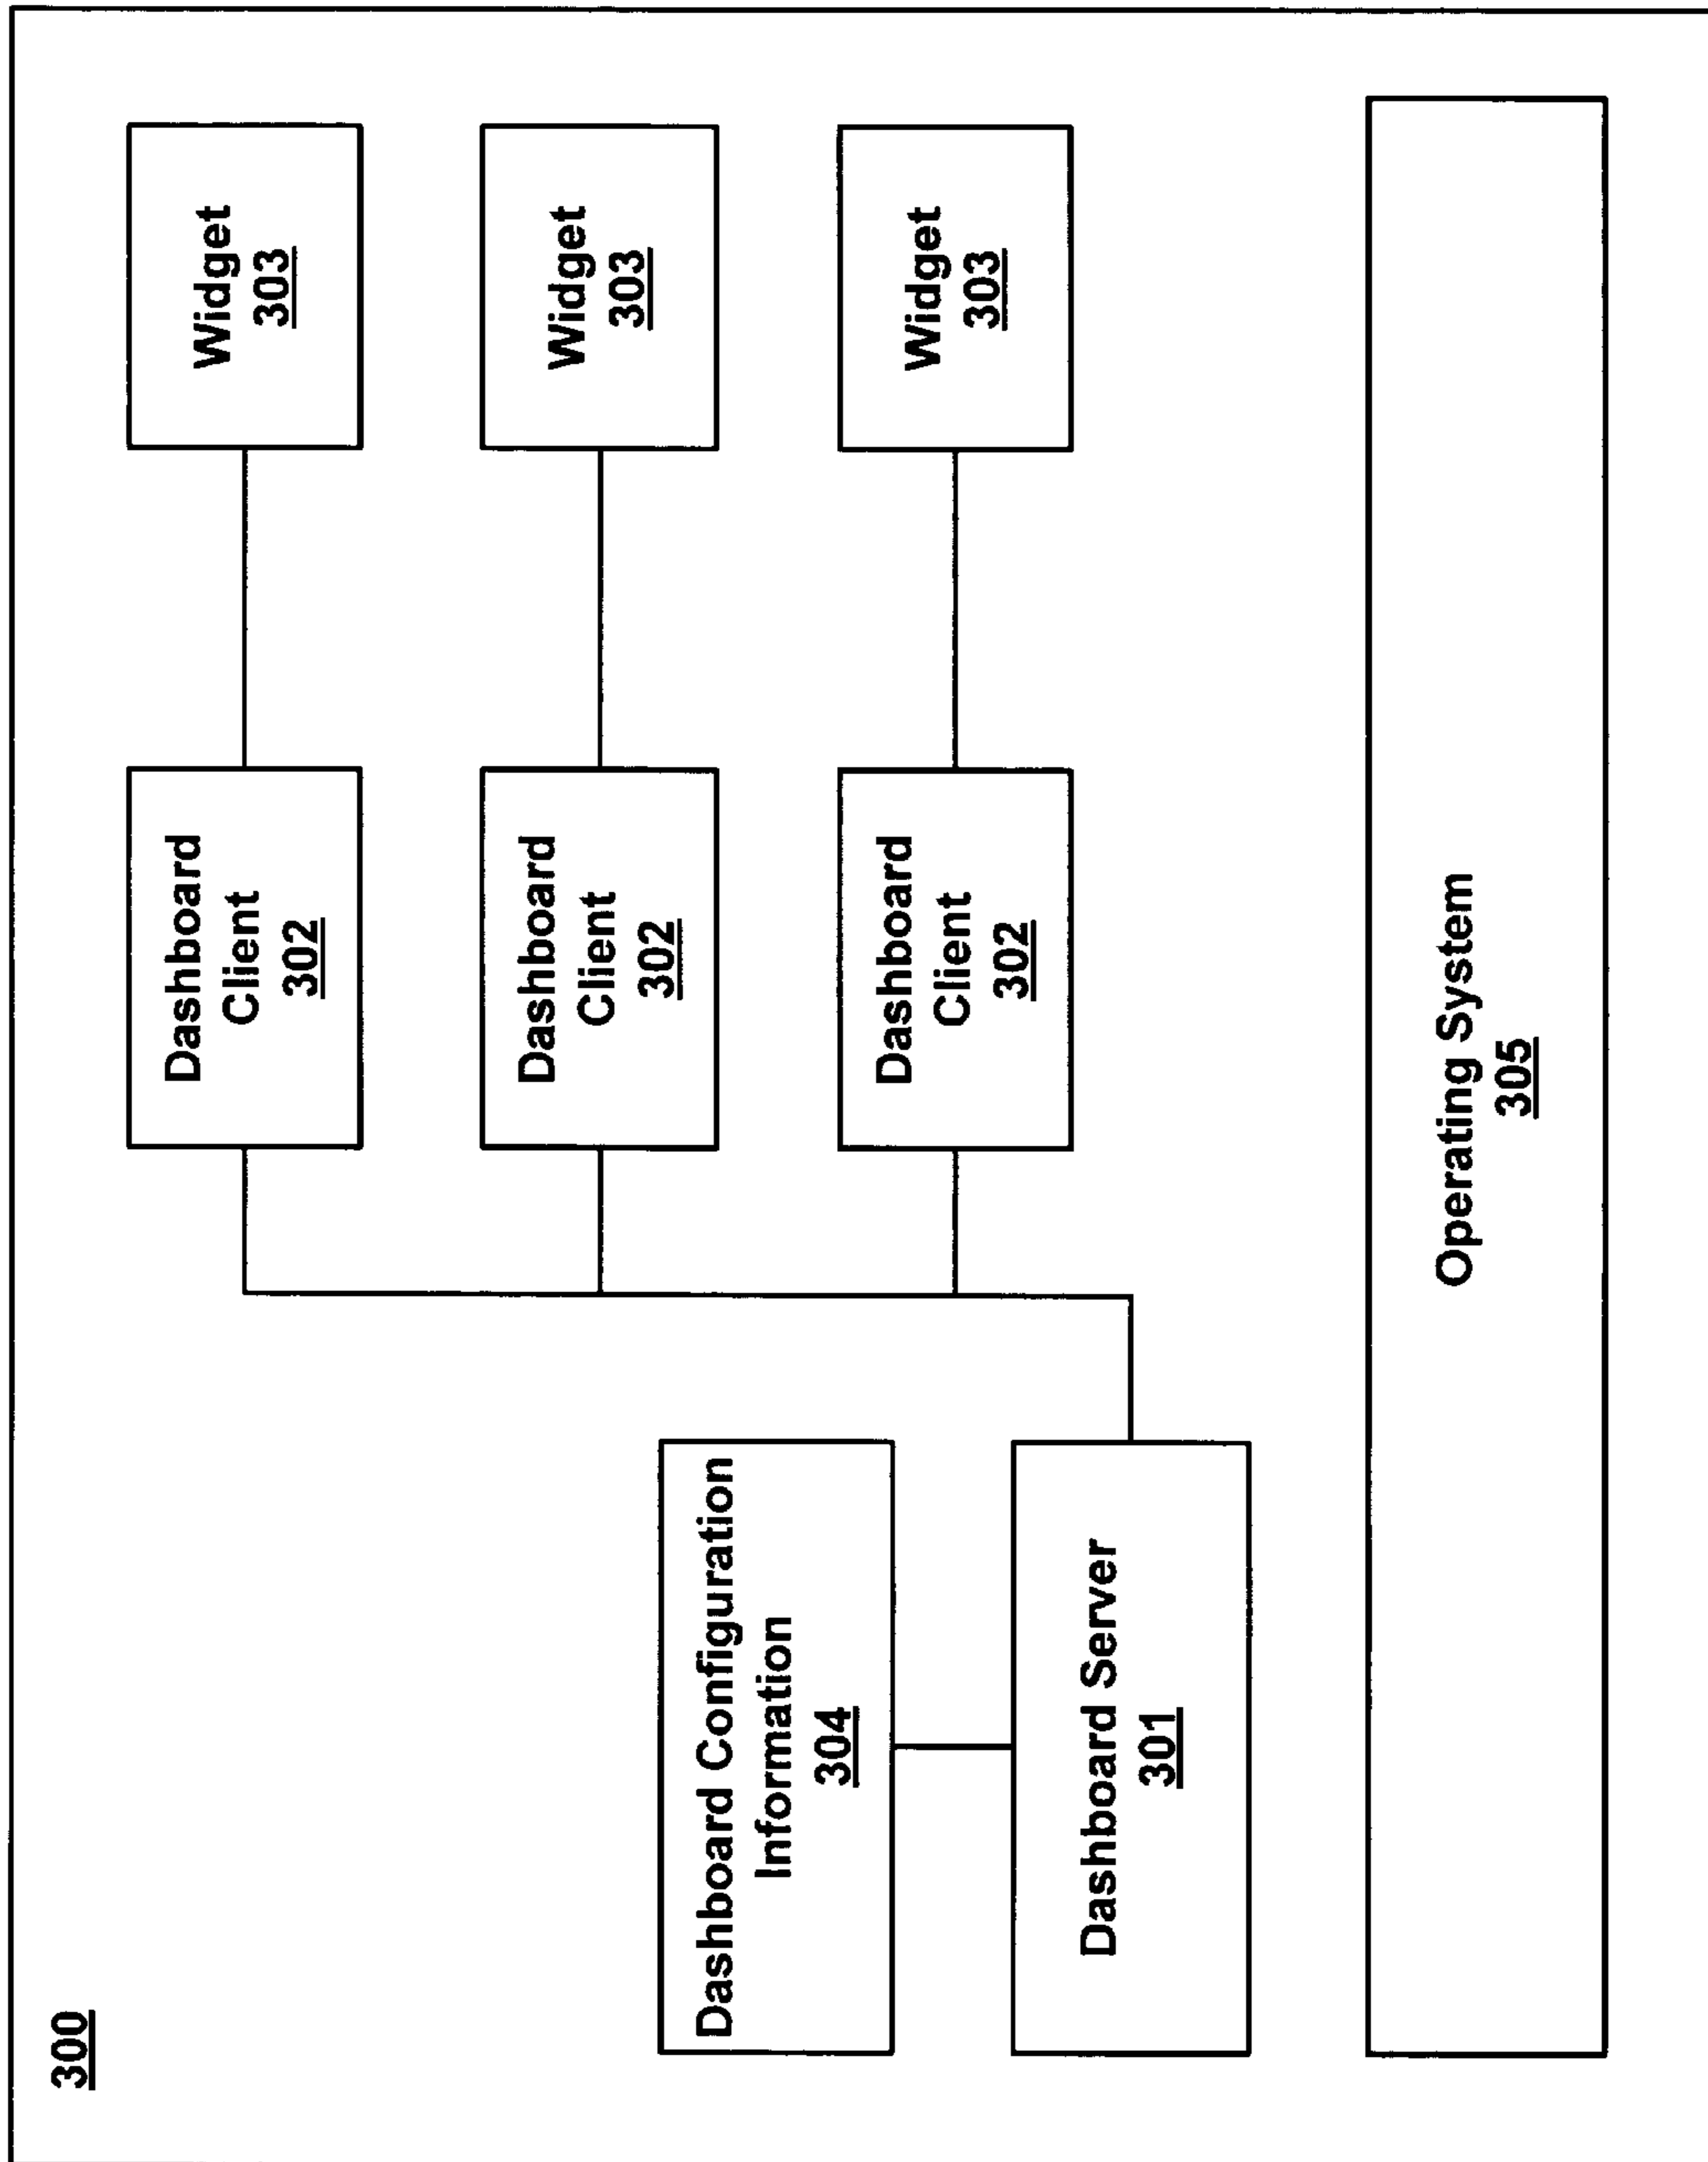 300
Dashboard
Client
302
Widget
303
Dashboard
Client
302
Widget
303
Dashboard Configuration
Information
304
Dashboard
Client
302
Widget
303
Dashboard Server
301
Operating System
305